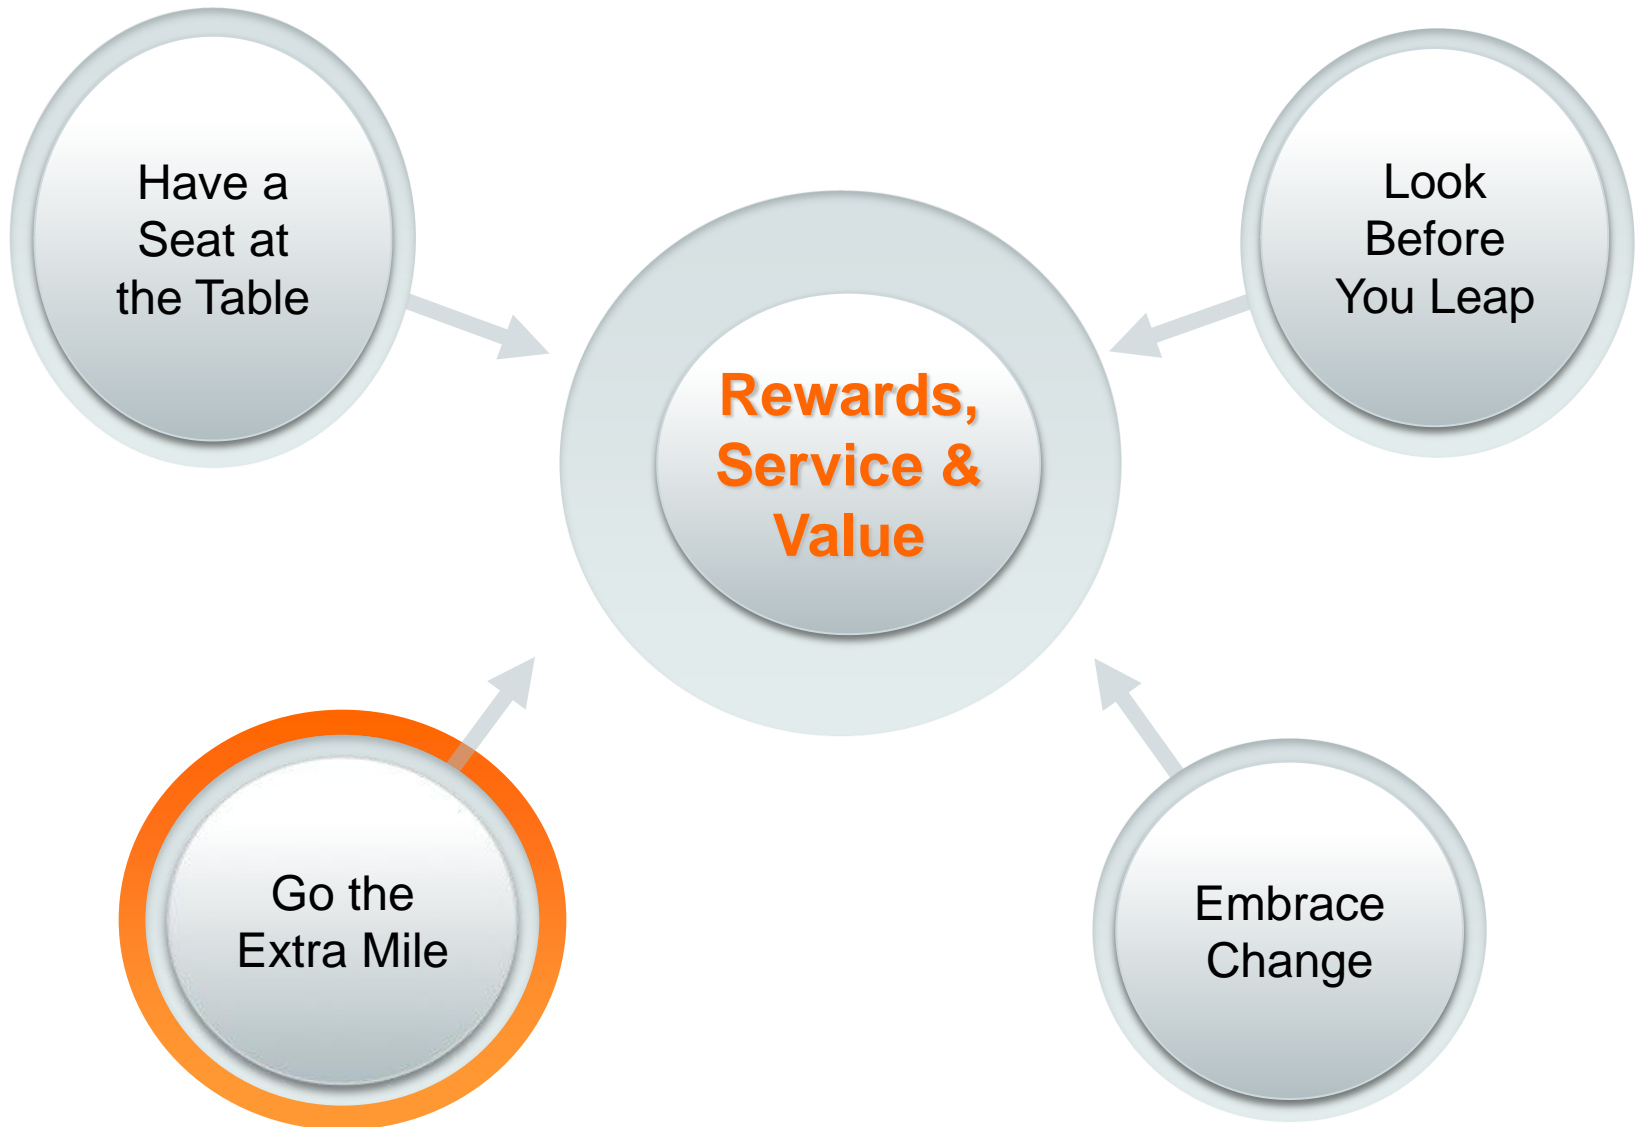 Have a
Seat at
the Table
Look
Before
You Leap
Rewards,
Service &
Value
Go the
Extra Mile
Embrace
Change